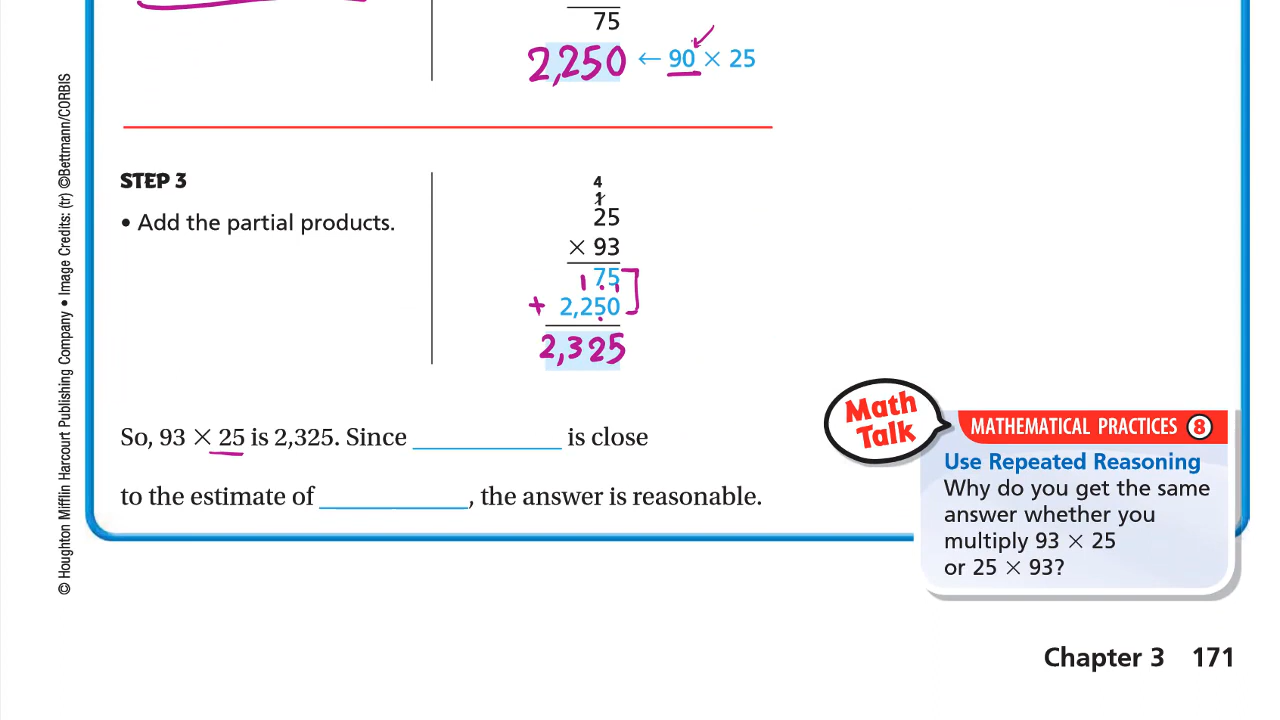 75
2,250 ← 90 × 25
STEP 3
• Add the partial products.
4
1
25
× 93
1
75
+ 2,250
2,325
So, 93 × 25 is 2,325. Since ____________ is close
to the estimate of ____________, the answer is reasonable.
Math
Talk
MATHEMATICAL PRACTICES 8
Use Repeated Reasoning
Why do you get the same
answer whether you
multiply 93 × 25
or 25 × 93?
Chapter 3 171
© Houghton Mifflin Harcourt Publishing Company • Image Credits: (tr) ©Bettmann/CORBIS